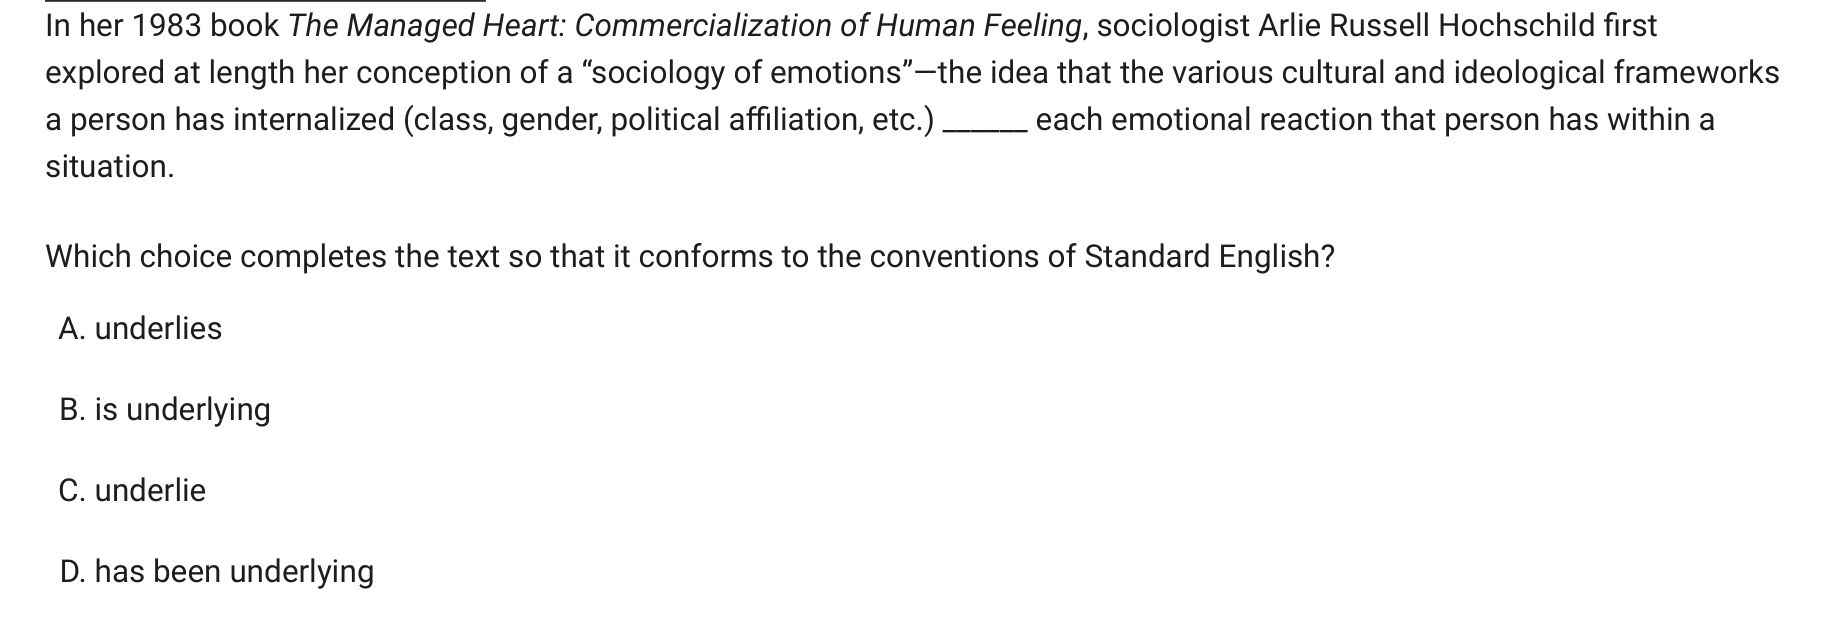 In her 1983 book The Managed Heart: Commercialization of Human Feeling, sociologist Arlie Russell Hochschild first
explored at length her conception of a “sociology of emotions”—the idea that the various cultural and ideological frameworks
a person has internalized (class, gender, political affiliation, etc.) ______ each emotional reaction that person has within a
situation.
Which choice completes the text so that it conforms to the conventions of Standard English?
A. underlies
B. is underlying
C. underlie
D. has been underlying